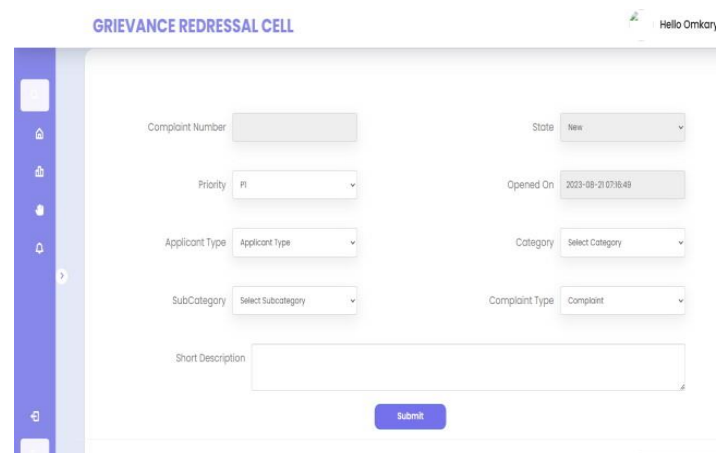 GRIEVANCE REDRESSAL CELL Hello Omkary
Complaint Number State New
Priority P1 Opened On 2023-08-21 07:16:49
Applicant Type Applicant Type Category Select Category
SubCategory Select Subcategory Complaint Type Complaint
Short Description
Submit